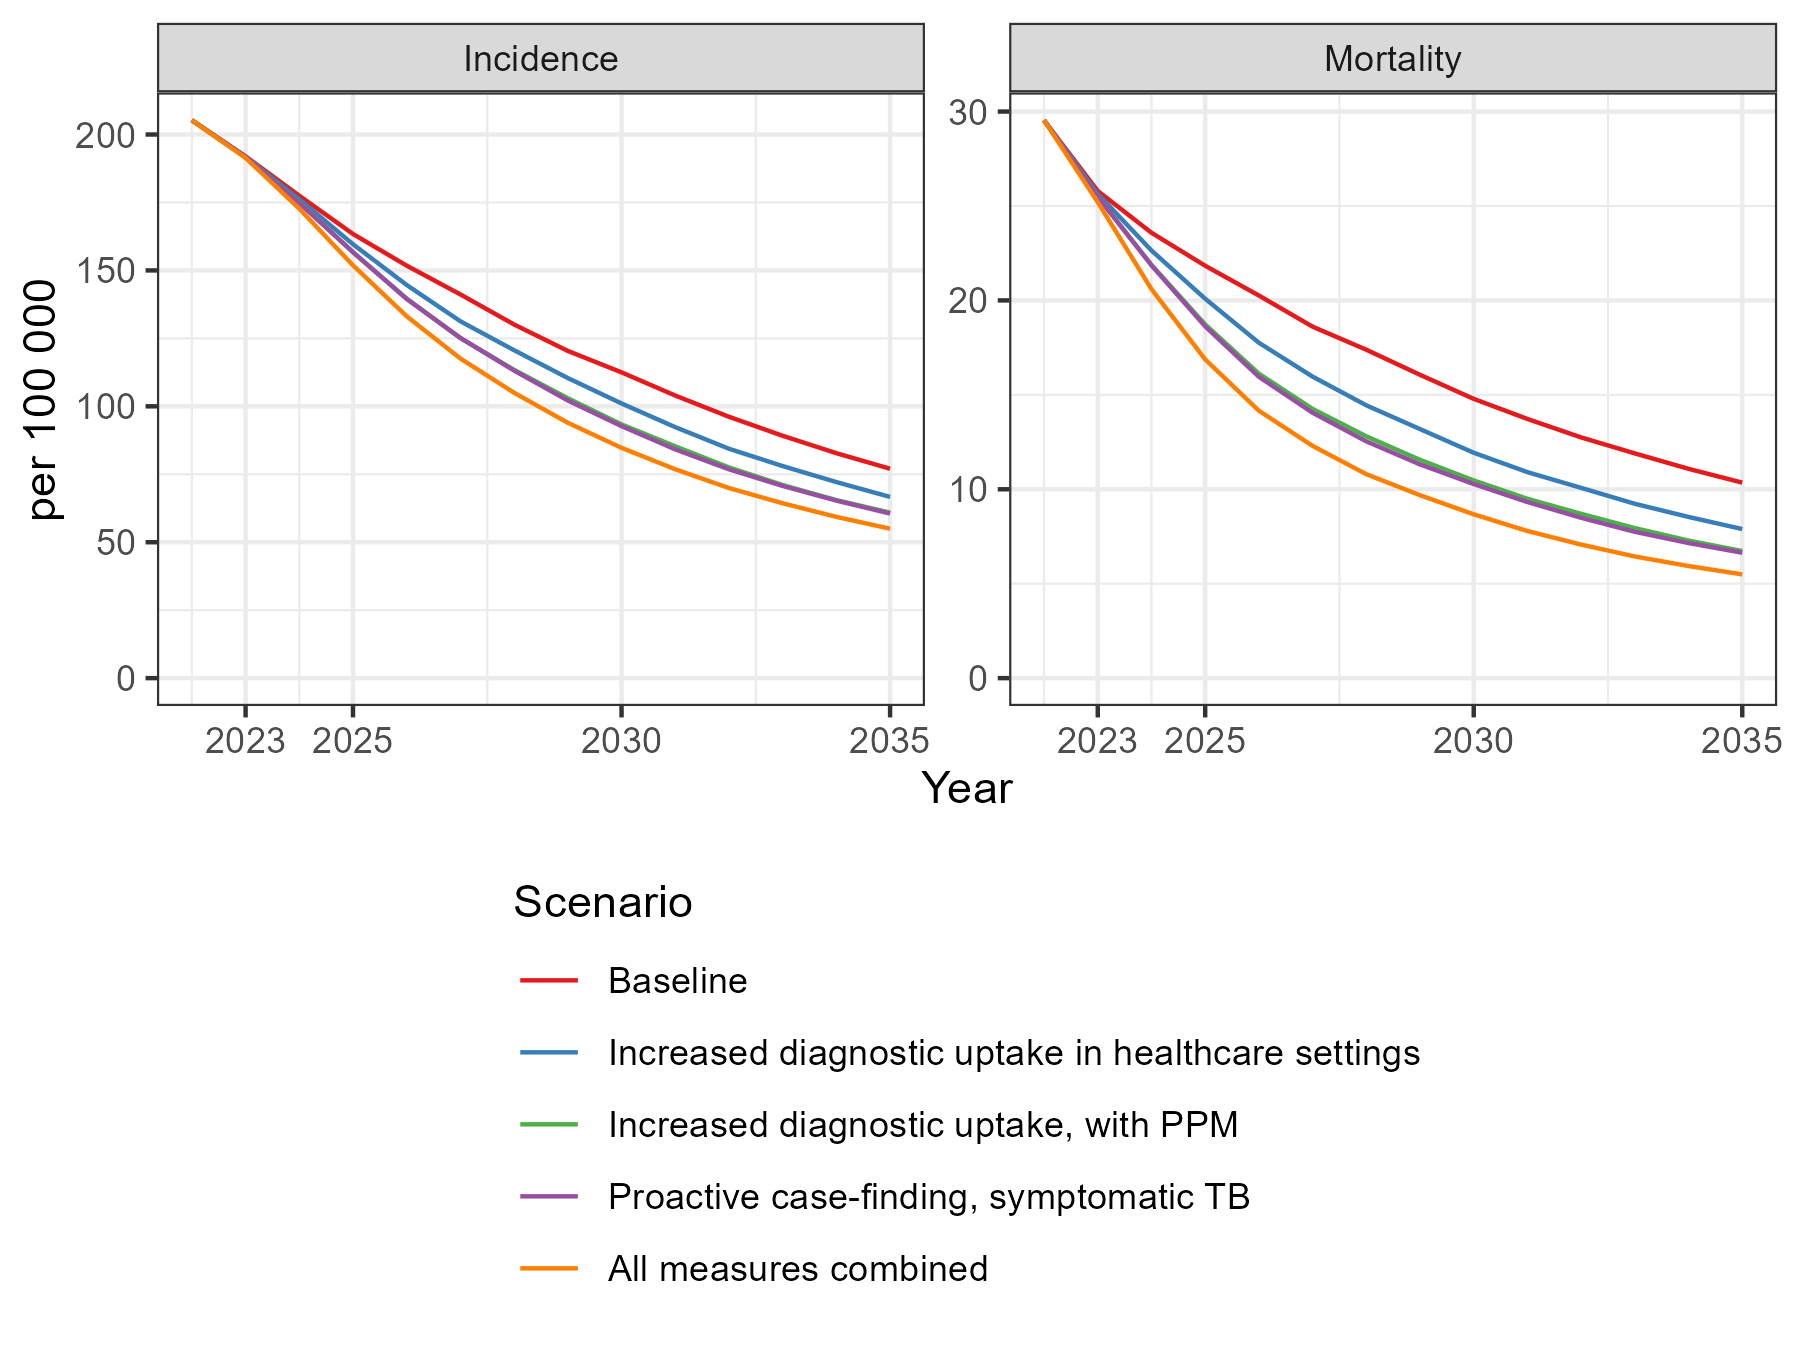 Incidence
Mortality
per 100 000
200
150
100
50
0
30
20
10
0
2023 2025 2030 2035
2023 2025 2030 2035
Year
Scenario
Baseline
Increased diagnostic uptake in healthcare settings
Increased diagnostic uptake, with PPM
Proactive case-finding, symptomatic TB
All measures combined